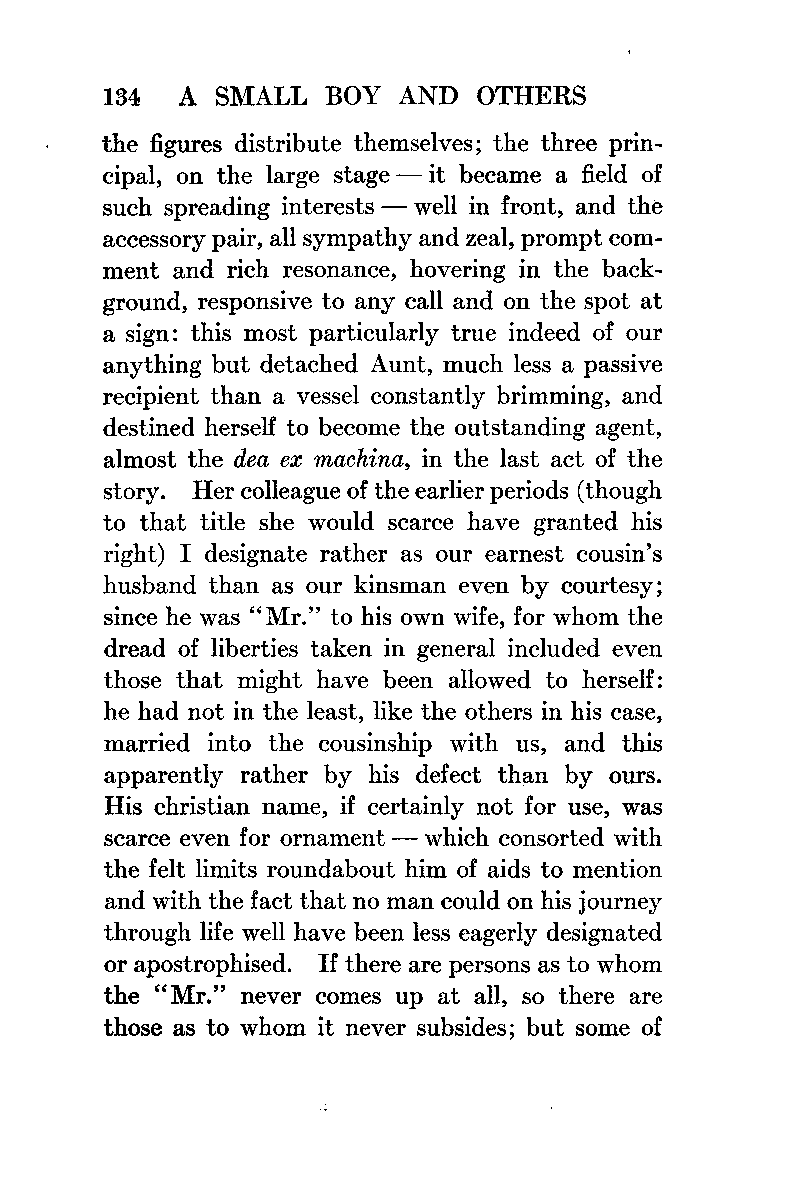 134 A SMALL BOY AND OTHERS
the figures distribute themselves; the three prin-
cipal, on the large stage — it became a field of
such spreading interests — well in front, and the
accessory pair, all sympathy and zeal, prompt com-
ment and rich resonance, hovering in the back-
ground, responsive to any call and on the spot at
a sign: this most particularly true indeed of our
anything but detached Aunt, much less a passive
recipient than a vessel constantly brimming, and
destined herself to become the outstanding agent,
almost the dea ex machina, in the last act of the
story. Her colleague of the earlier periods (though
to that title she would scarce have granted his
right) I designate rather as our earnest cousin's
husband than as our kinsman even by courtesy;
since he was "Mr." to his own wife, for whom the
dread of liberties taken in general included even
those that might have been allowed to herself:
he had not in the least, like the others in his case,
married into the cousinship with us, and this
apparently rather by his defect than by ours.
His christian name, if certainly not for use, was
scarce even for ornament — which consorted with
the felt limits roundabout him of aids to mention
and with the fact that no man could on his journey
through life well have been less eagerly designated
or apostrophised. If there are persons as to whom
the "Mr." never comes up at all, so there are
those as to whom it never subsides; but some of